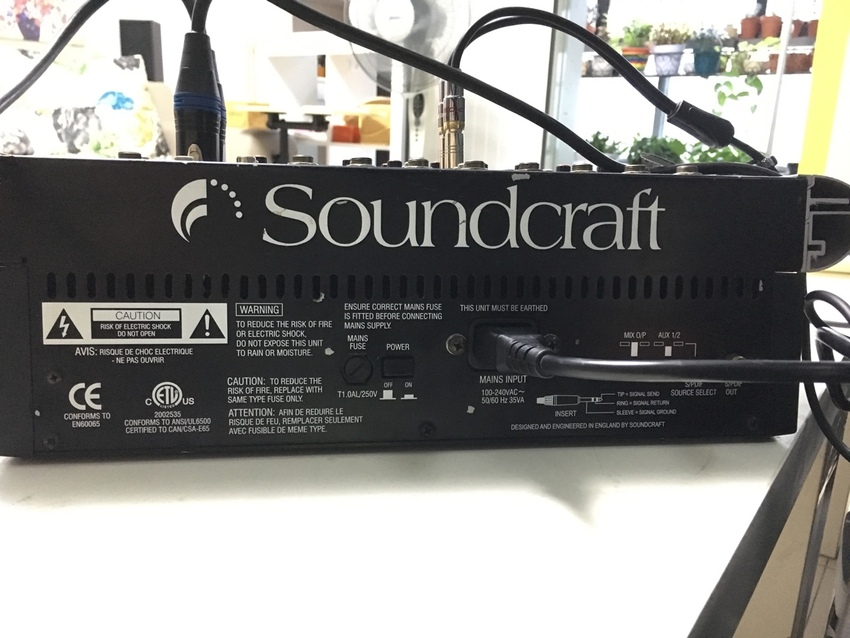 Soundcraft
CAUTION
RISK OF ELECTRIC SHOCK
DO NOT OPEN
AVIS: RISQUE DE CHOC ELECTRIQUE
- NE PAS OUVRIR
CE
CONFORMS TO
EN60065
C ETL US
2002535
CONFORMS TO ANSI/UL6500
CERTIFIED TO CAN/CSA-E65
WARNING
TO REDUCE THE RISK OF FIRE
OR ELECTRIC SHOCK,
DO NOT EXPOSE THIS UNIT
TO RAIN OR MOISTURE.
CAUTION: TO REDUCE THE
RISK OF FIRE, REPLACE WITH
SAME TYPE FUSE ONLY.
ATTENTION: AFIN DE REDUIRE LE
RISQUE DE FEU, REMPLACER SEULEMENT
AVEC FUSIBLE DE MEME TYPE.
ENSURE CORRECT MAINS FUSE
IS FITTED BEFORE CONNECTING
MAINS SUPPLY.
MAINS
FUSE
POWER
OFF ON
T1.0AL/250V
THIS UNIT MUST BE EARTHED
MAINS INPUT
100-240VAC~
50/60 Hz 35VA
INSERT
TIP = SIGNAL SEND
RING = SIGNAL RETURN
SLEEVE = SIGNAL GROUND
MIX O/P AUX 1/2
S/PDIF
SOURCE SELECT
S/PDIF
OUT
DESIGNED AND ENGINEERED IN ENGLAND BY SOUNDCRAFT